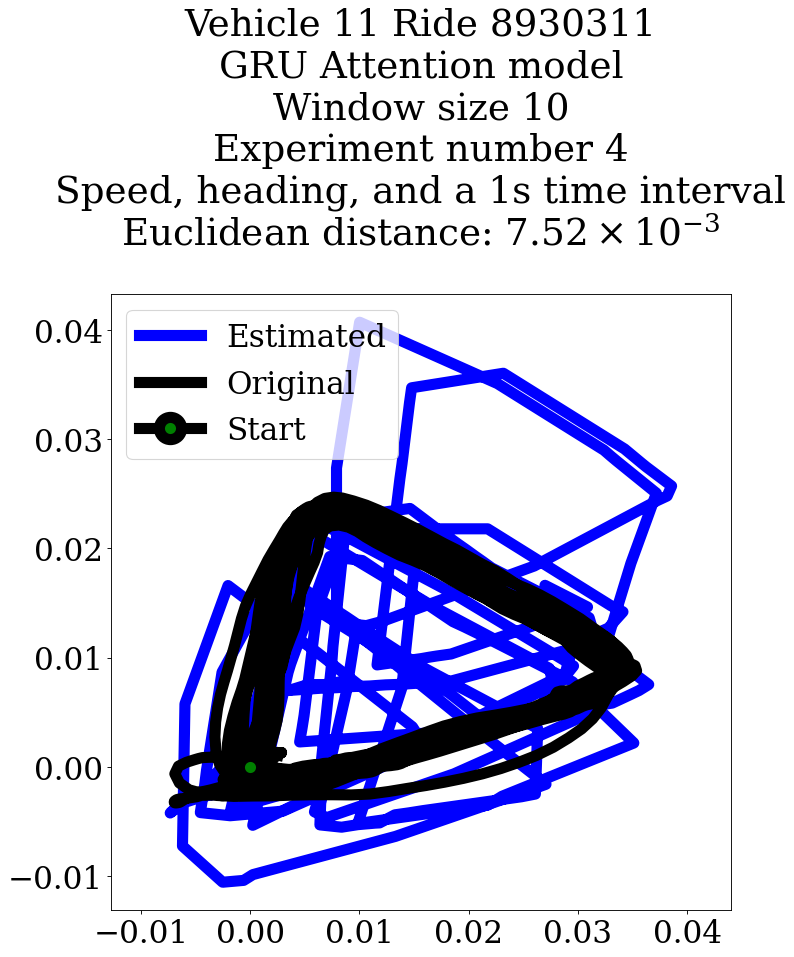 Vehicle 11 Ride 8930311
GRU Attention model
Window size 10
Experiment number 4
Speed, heading, and a 1s time interval
Euclidean distance: 7.52 × 10⁻³
Estimated
Original
Start
0.04
0.03
0.02
0.01
0.00
−0.01
−0.01 0.00 0.01 0.02 0.03 0.04